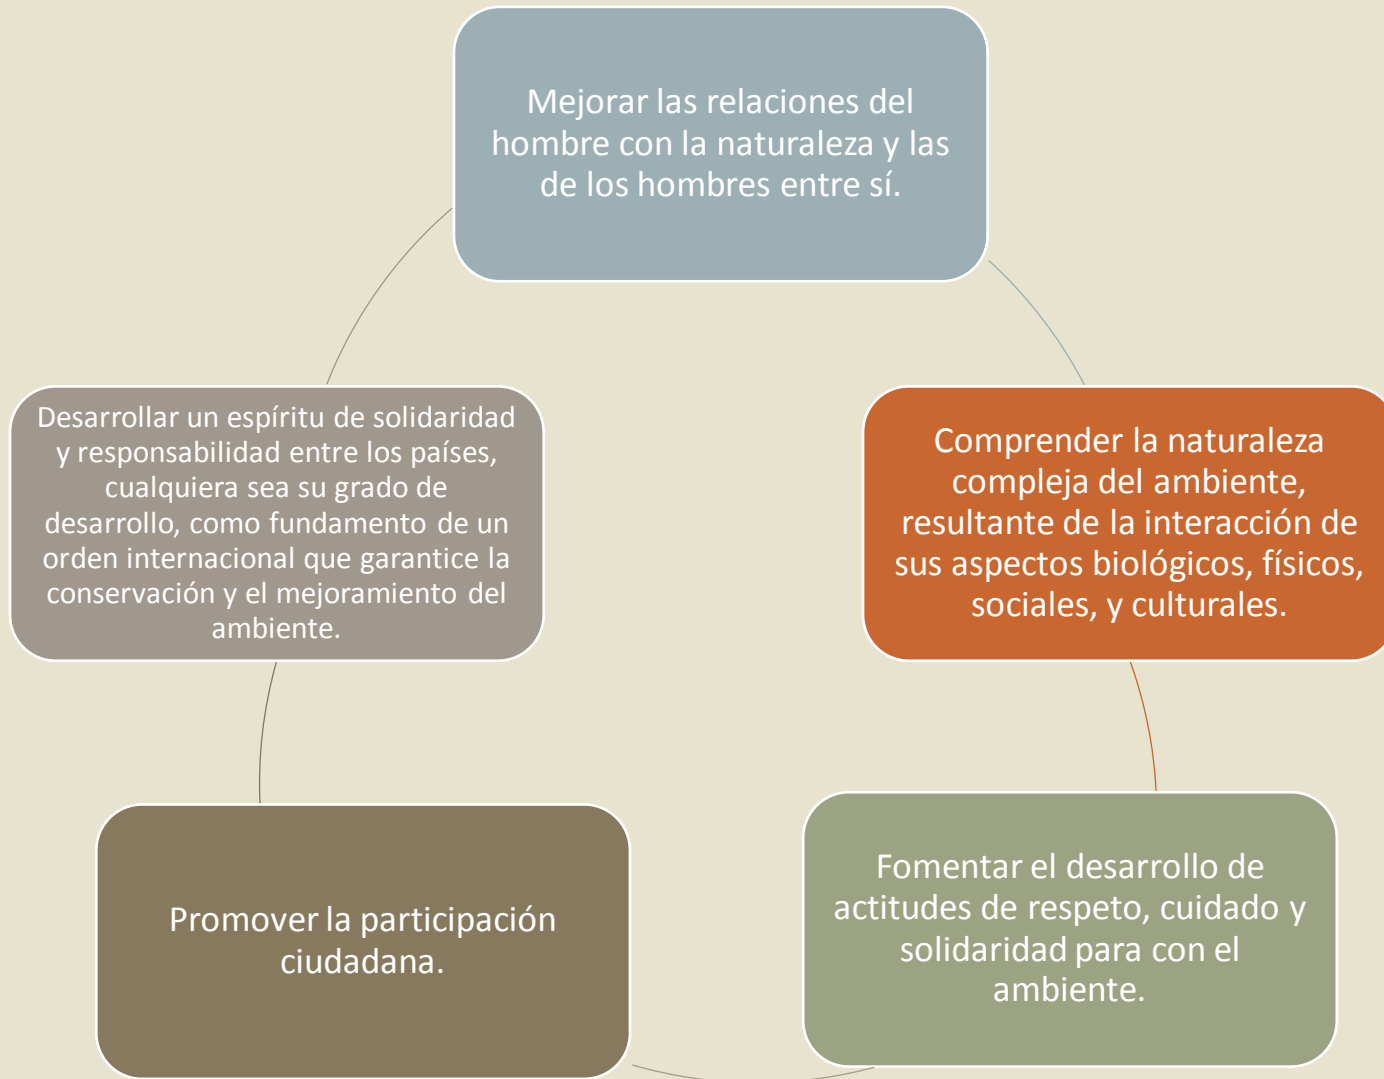 Mejorar las relaciones del
hombre con la naturaleza y las
de los hombres entre sí.
Comprender la naturaleza
compleja del ambiente,
resultante de la interacción de
sus aspectos biológicos, físicos,
sociales, y culturales.
Fomentar el desarrollo de
actitudes de respeto, cuidado y
solidaridad para con el
ambiente.
Promover la participación
ciudadana.
Desarrollar un espíritu de solidaridad
y responsabilidad entre los países,
cualquiera sea su grado de
desarrollo, como fundamento de un
orden internacional que garantice la
conservación y el mejoramiento del
ambiente.